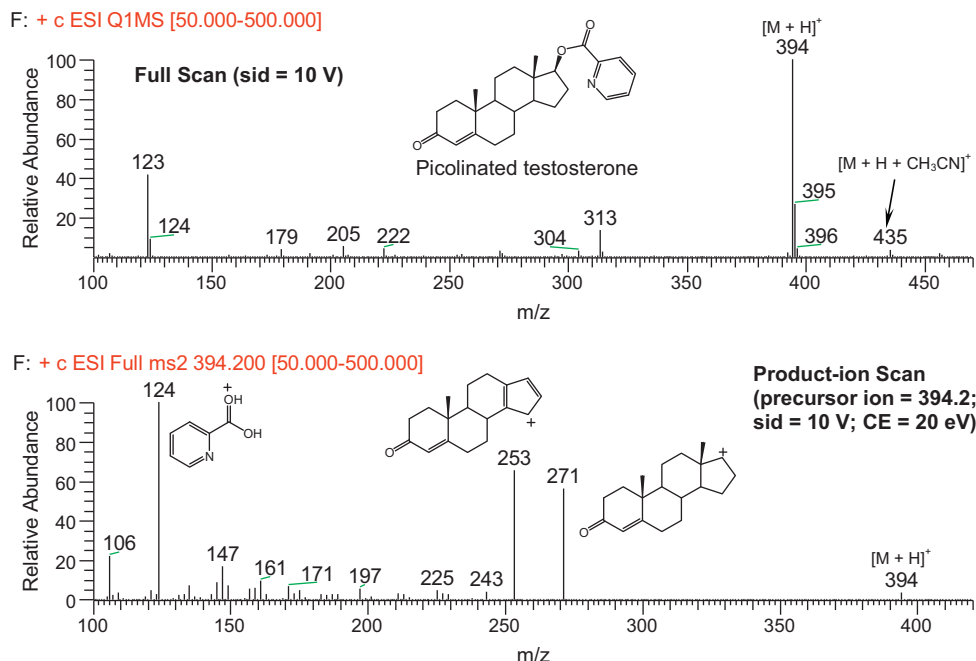 F: + c ESI Q1MS [50.000-500.000]
[M + H]⁺
394
Full Scan (sid = 10 V)
O
O
N
O
Picolinated testosterone
[M + H + CH₃CN]⁺
123
124
179
205
222
304
313
395
396
435
Relative Abundance
100
80
60
40
20
100
150
200
250
300
350
400
450
m/z
F: + c ESI Full ms2 394.200 [50.000-500.000]
Product-ion Scan
(precursor ion = 394.2;
sid = 10 V; CE = 20 eV)
124
+
OH
OH
N
+
O
253
271
+
O
106
147
161
171
197
225
243
[M + H]⁺
394
Relative Abundance
100
80
60
40
20
0
100
150
200
250
300
350
400
m/z